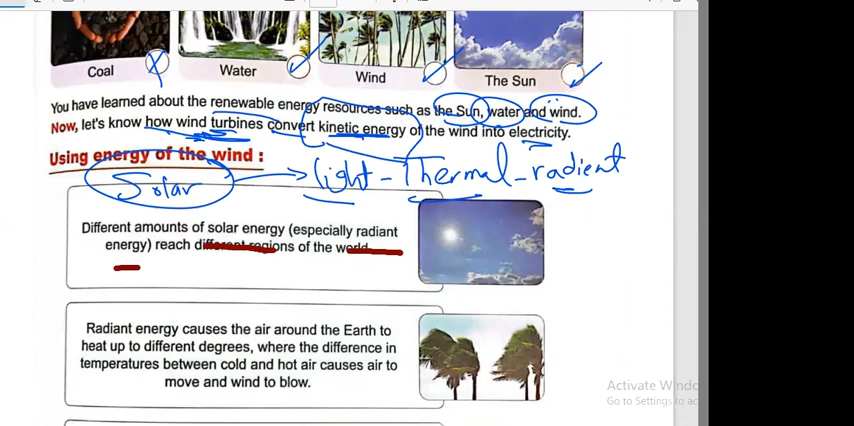 Coal
Water
Wind
The Sun
You have learned about the renewable energy resources such as the Sun, water and wind.
Now, let's know how wind turbines convert kinetic energy of the wind into electricity.
Using energy of the wind :
Solar light - Thermal - radient
Different amounts of solar energy (especially radiant
energy) reach different regions of the world
Radiant energy causes the air around the Earth to
heat up to different degrees, where the difference in
temperatures between cold and hot air causes air to
move and wind to blow.
Activate Windo
Go to Settings to ac